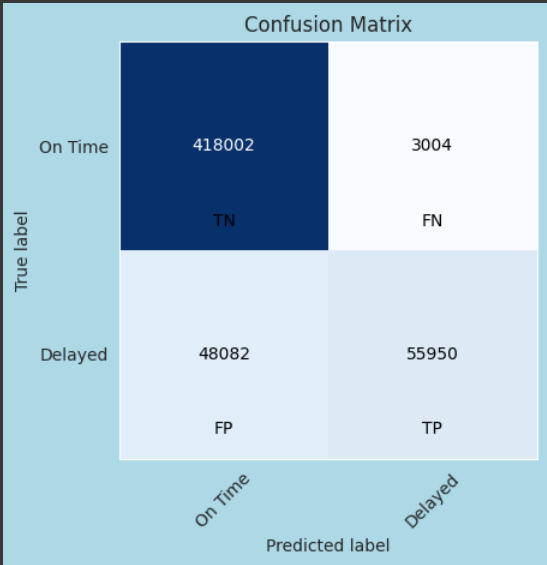 Confusion Matrix
On Time
418002
3004
TN
FN
True label
Delayed
48082
55950
FP
TP
On Time
Delayed
Predicted label